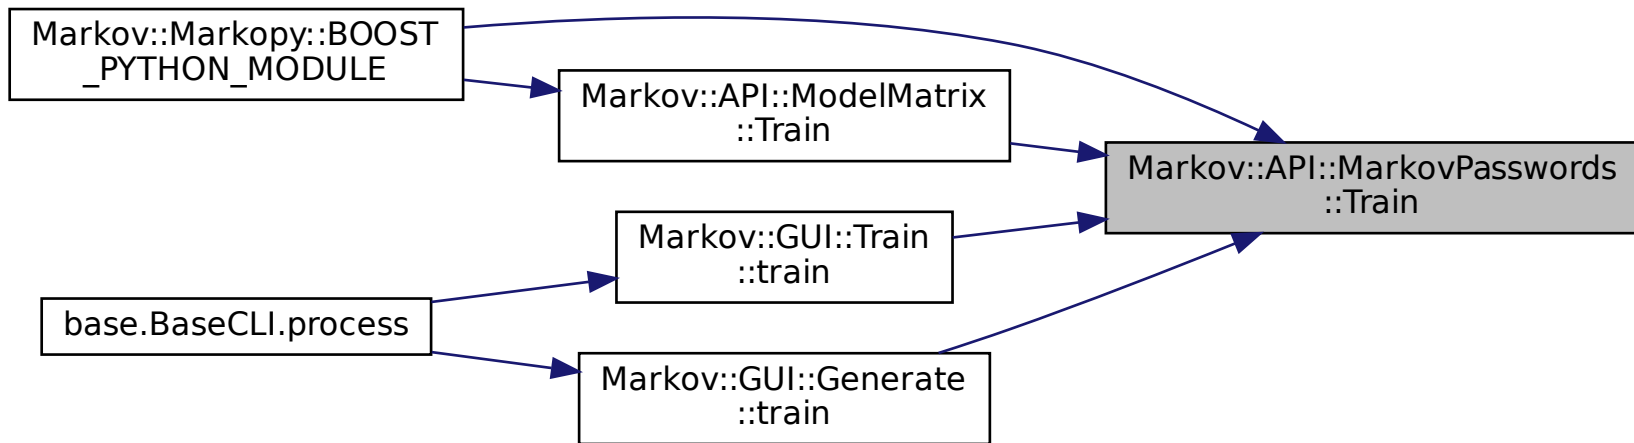 Markov::Markopy::BOOST
_PYTHON_MODULE
Markov::API::ModelMatrix
::Train
Markov::API::MarkovPasswords
::Train
Markov::GUI::Train
::train
base.BaseCLI.process
Markov::GUI::Generate
::train